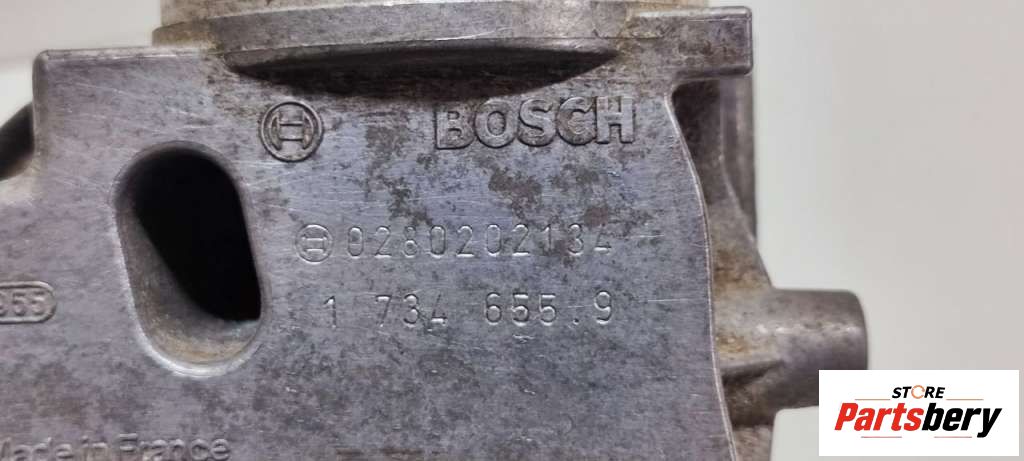 BOSCH
0280202134
1 734 655.9
Made in France
STORE
Partsbery